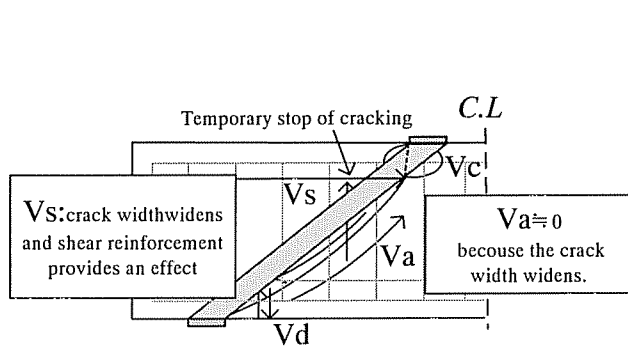 C.L
Temporary stop of cracking
Vc
Vs
Vs:crack widthwidens
and shear reinforcement
provides an effect
Va≒0
becouse the crack
width widens.
Va
Vd